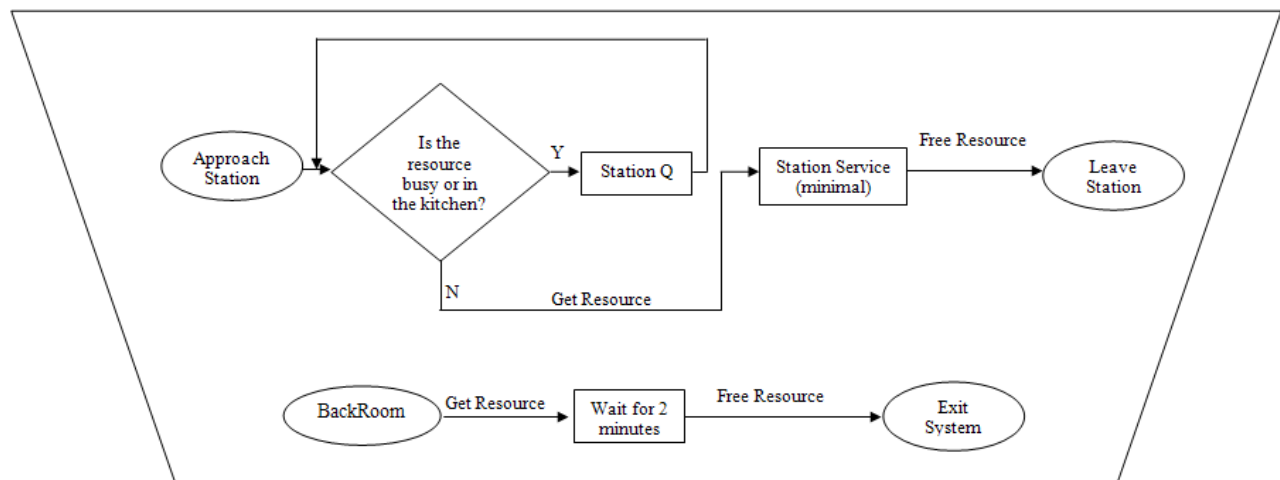 Approach
Station
Is the
resource
busy or in
the kitchen?
Y
Station Q
Station Service
(minimal)
Free Resource
Leave
Station
N
Get Resource
BackRoom
Get Resource
Wait for 2
minutes
Free Resource
Exit
System